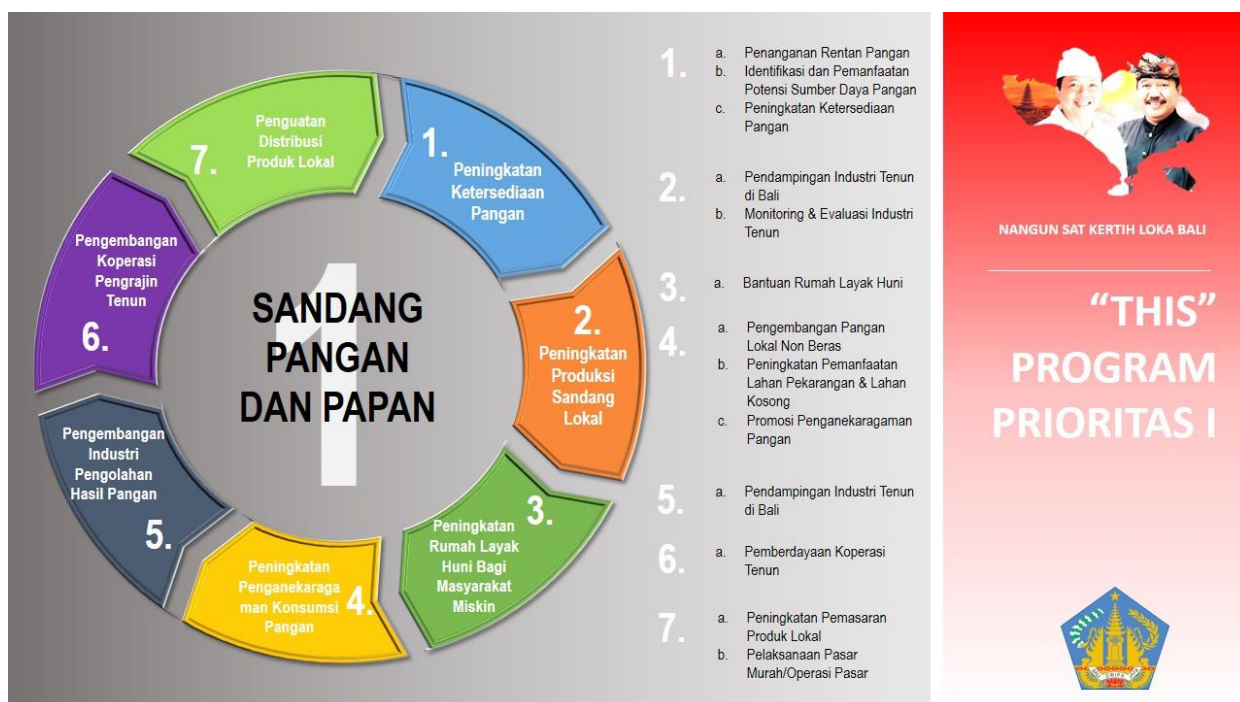 1.
Peningkatan
Ketersediaan
Pangan
2.
Peningkatan
Produksi
Sandang
Lokal
3.
Peningkatan
Rumah Layak
Huni Bagi
Masyarakat
Miskin
4.
Peningkatan
Penganekaraga
man Konsumsi
Pangan
5.
Pengembangan
Industri
Pengolahan
Hasil Pangan
6.
Pengembangan
Koperasi
Pengrajin
Tenun
7.
Penguatan
Distribusi
Produk Lokal
1
SANDANG
PANGAN
DAN PAPAN
1.
a. Penanganan Rentan Pangan
b. Identifikasi dan Pemanfaatan
Potensi Sumber Daya Pangan
c. Peningkatan Ketersediaan
Pangan
2.
a. Pendampingan Industri Tenun
di Bali
b. Monitoring & Evaluasi Industri
Tenun
3.
a. Bantuan Rumah Layak Huni
4.
a. Pengembangan Pangan
Lokal Non Beras
b. Peningkatan Pemanfaatan
Lahan Pekarangan & Lahan
Kosong
c. Promosi Penganekaragaman
Pangan
5.
a. Pendampingan Industri Tenun
di Bali
6.
a. Pemberdayaan Koperasi
Tenun
7.
a. Peningkatan Pemasaran
Produk Lokal
b. Pelaksanaan Pasar
Murah/Operasi Pasar
NANGUN SAT KERTIH LOKA BALI
“THIS”
PROGRAM
PRIORITAS I